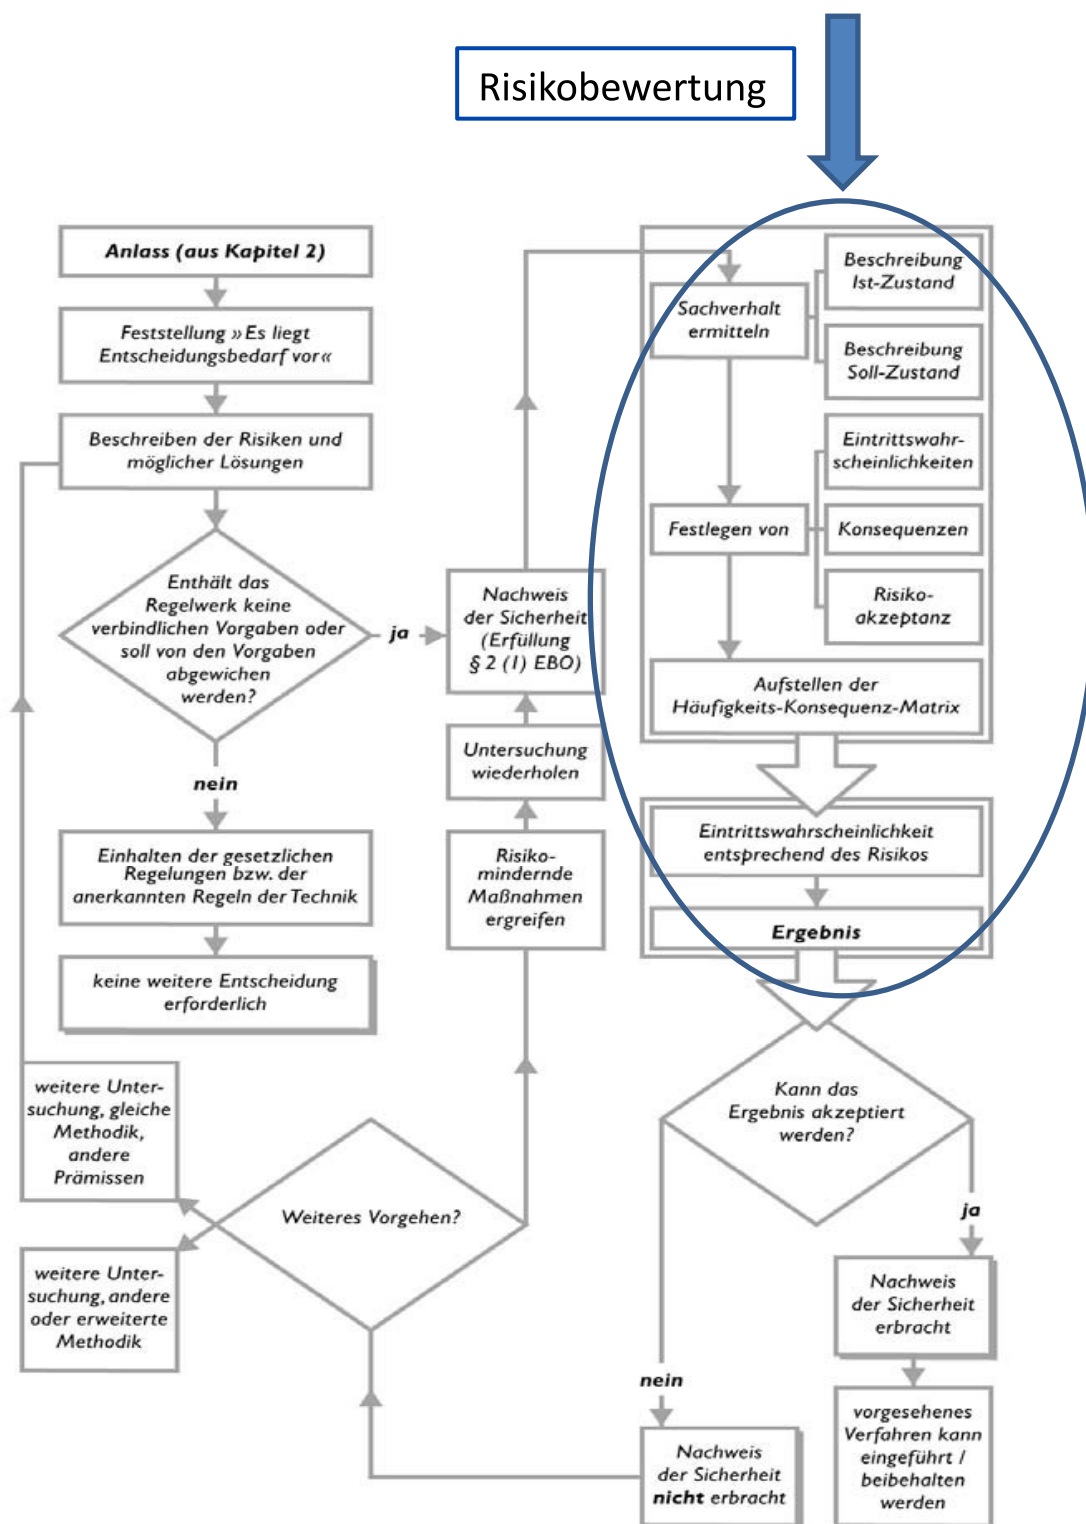 Risikobewertung
Anlass (aus Kapitel 2)
Feststellung »Es liegt
Entscheidungsbedarf vor«
Beschreiben der Risiken und
möglicher Lösungen
Enthält das
Regelwerk keine
verbindlichen Vorgaben oder
soll von den Vorgaben
abgewichen
werden?
ja
nein
Einhalten der gesetzlichen
Regelungen bzw. der
anerkannten Regeln der Technik
keine weitere Entscheidung
erforderlich
Nachweis
der Sicherheit
(Erfüllung
§ 2 (1) EBO)
Untersuchung
wiederholen
Risiko-
mindernde
Maßnahmen
ergreifen
Sachverhalt
ermitteln
Beschreibung
Ist-Zustand
Beschreibung
Soll-Zustand
Festlegen von
Eintrittswahr-
scheinlichkeiten
Konsequenzen
Risiko-
akzeptanz
Aufstellen der
Häufigkeits-Konsequenz-Matrix
Eintrittswahrscheinlichkeit
entsprechend des Risikos
Ergebnis
Kann das
Ergebnis akzeptiert
werden?
ja
Nachweis
der Sicherheit
erbracht
vorgesehenes
Verfahren kann
eingeführt /
beibehalten
werden
nein
Nachweis
der Sicherheit
nicht erbracht
Weiteres Vorgehen?
weitere Unter-
suchung, gleiche
Methodik,
andere
Prämissen
weitere Unter-
suchung, andere
oder erweiterte
Methodik